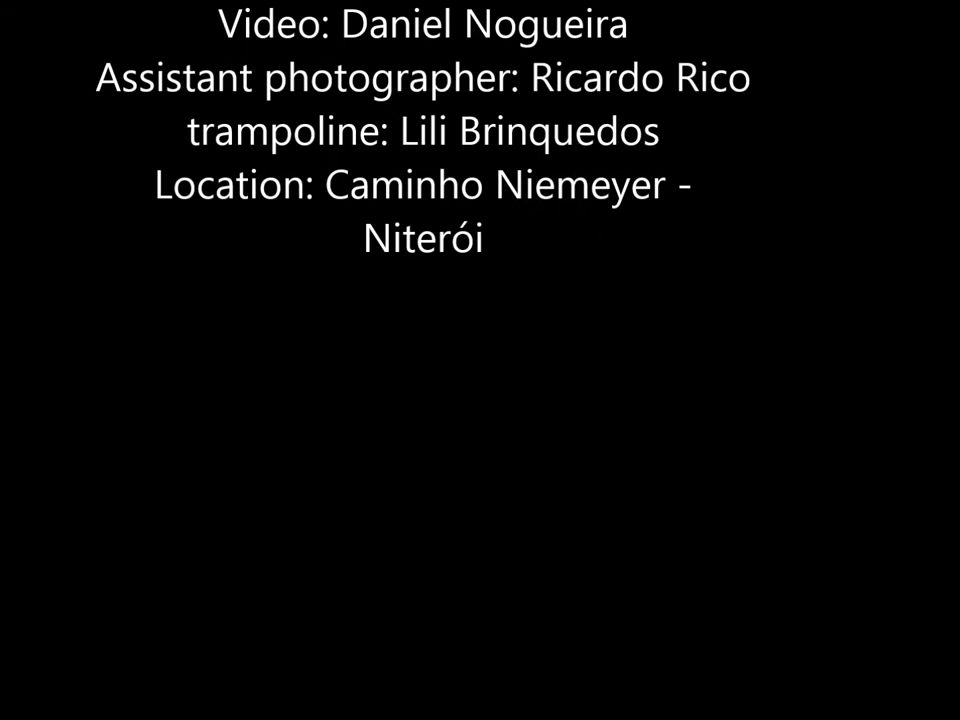 Video: Daniel Nogueira
Assistant photographer: Ricardo Rico
trampoline: Lili Brinquedos
Location: Caminho Niemeyer -
Niterói